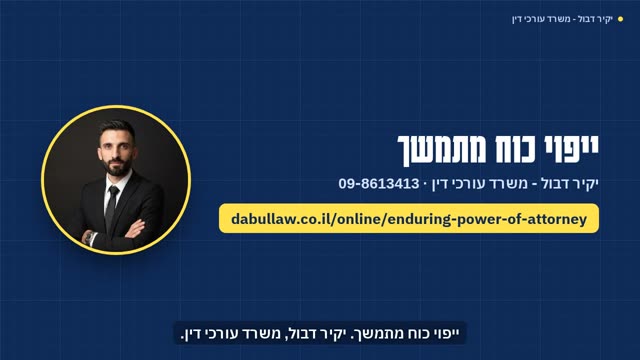 יקיר דבול - משרד עורכי דין
ייפוי כוח מתמשך
יקיר דבול - משרד עורכי דין · 09-8613413
dabullaw.co.il/online/enduring-power-of-attorney
ייפוי כוח מתמשך. יקיר דבול, משרד עורכי דין.